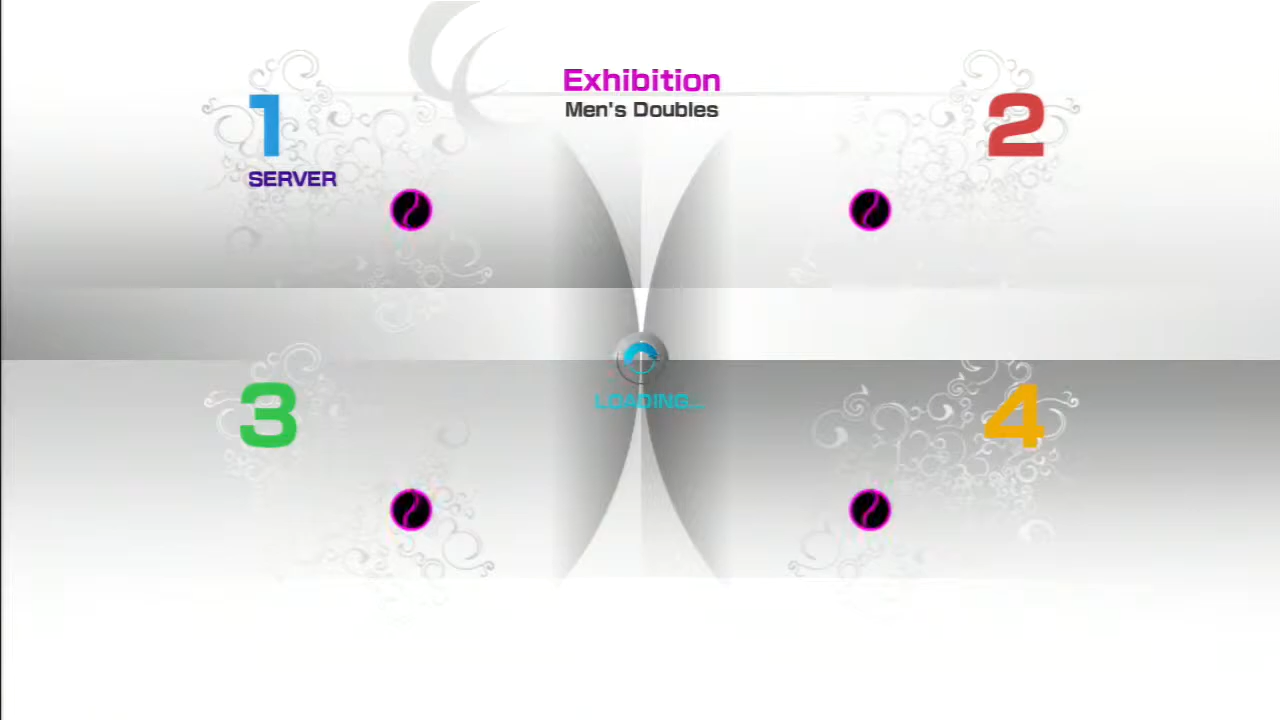 Exhibition
Men's Doubles
1
2
SERVER
LOADING...
3
4